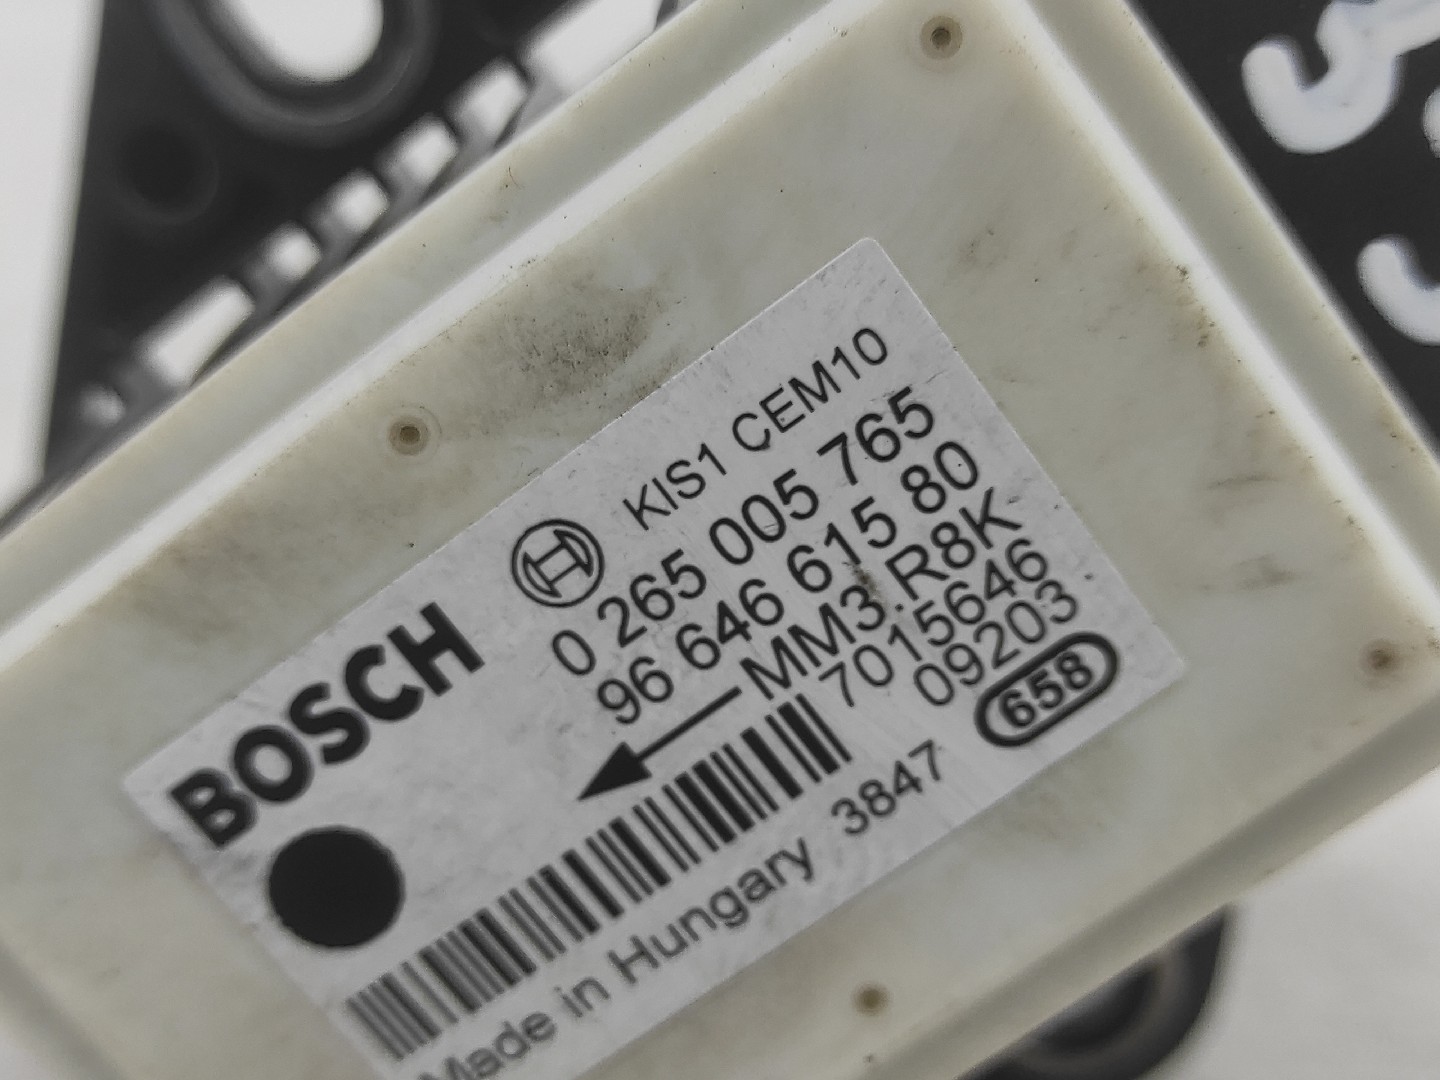 KIS1 CEM10
BOSCH
0 265 005 765
96 646 615 80
MM3.R8K
7015646
09203
658
Made in Hungary 3847